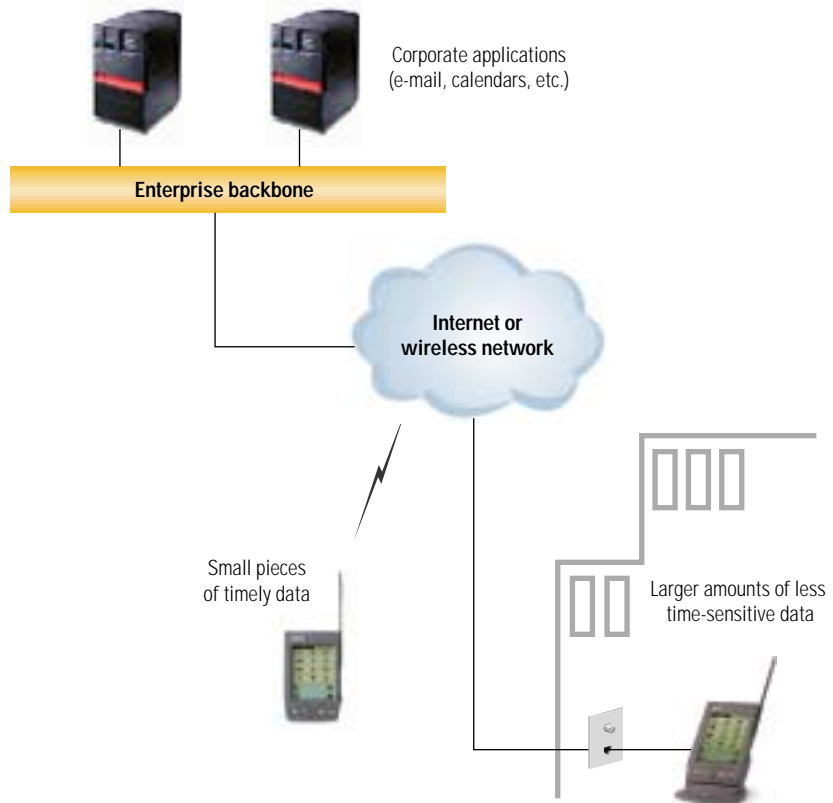 Corporate applications
(e-mail, calendars, etc.)
Enterprise backbone
Internet or
wireless network
Small pieces
of timely data
Larger amounts of less
time-sensitive data